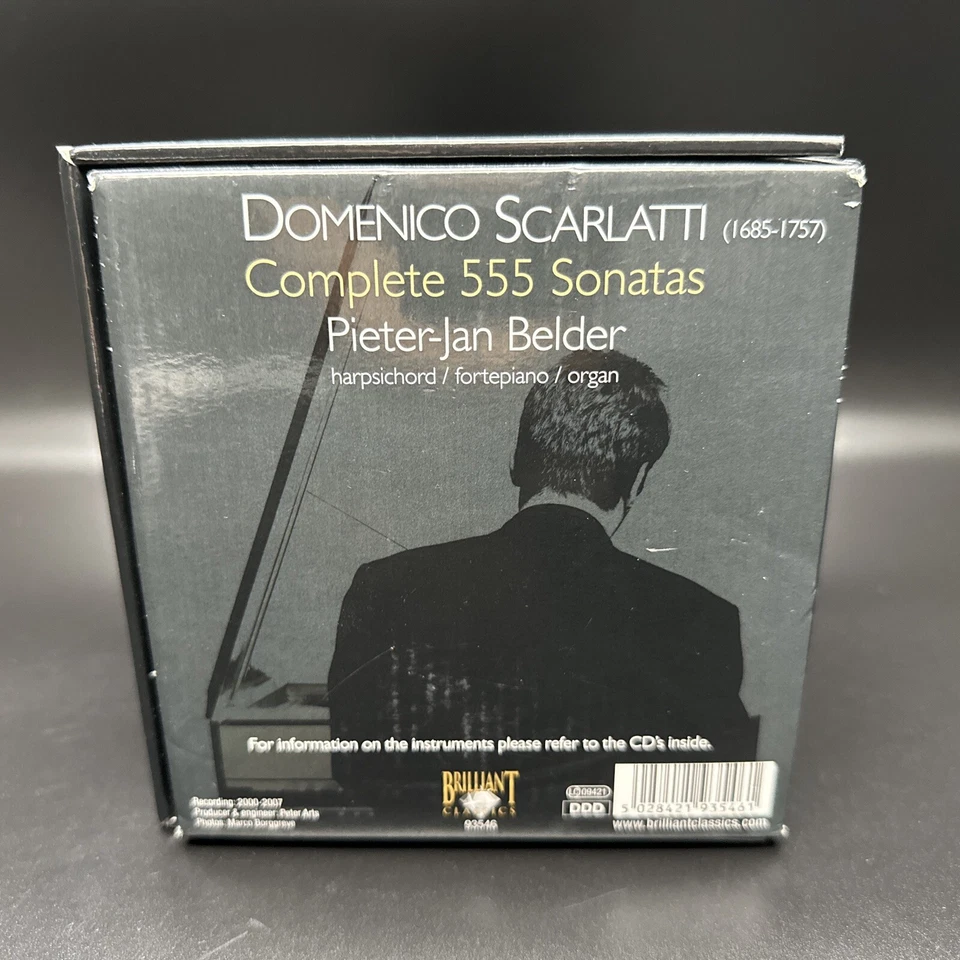 DOMENICO SCARLATTI (1685-1757)
Complete 555 Sonatas
Pieter-Jan Belder
harpsichord / fortepiano / organ
For information on the instruments please refer to the CD's inside.
Recording: 2000-2007
Producer & engineer: Peter Arts
Photos: Marco Borggreve
BRILLIANT
CLASSICS
93546
LC 09421
DDD
5 028421 935461
www.brilliantclassics.com